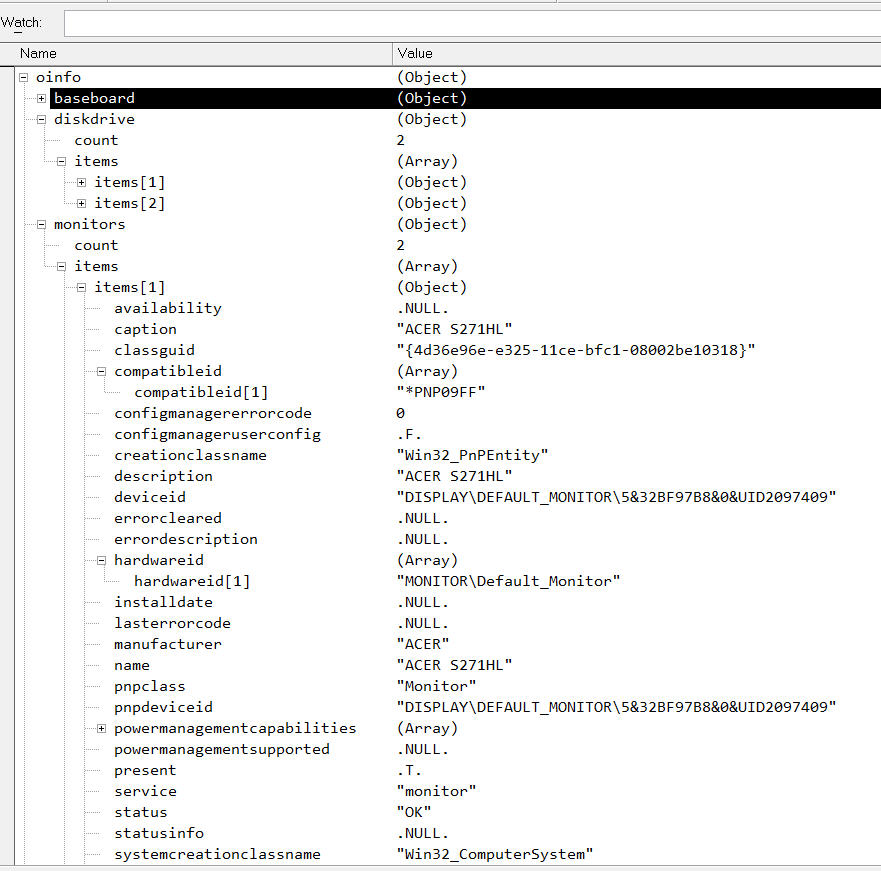 Watch:
Name Value
oinfo (Object)
baseboard (Object)
diskdrive (Object)
count 2
items (Array)
items[1] (Object)
items[2] (Object)
monitors (Object)
count 2
items (Array)
items[1] (Object)
availability .NULL.
caption "ACER S271HL"
classguid "{4d36e96e-e325-11ce-bfc1-08002be10318}"
compatibleid (Array)
compatibleid[1] "*PNP09FF"
configmanagererrorcode 0
configmanageruserconfig .F.
creationclassname "Win32_PnPEntity"
description "ACER S271HL"
deviceid "DISPLAY\DEFAULT_MONITOR\5&32BF97B8&0&UID2097409"
errorcleared .NULL.
errordescription .NULL.
hardwareid (Array)
hardwareid[1] "MONITOR\Default_Monitor"
installdate .NULL.
lasterrorcode .NULL.
manufacturer "ACER"
name "ACER S271HL"
pnpclass "Monitor"
pnpdeviceid "DISPLAY\DEFAULT_MONITOR\5&32BF97B8&0&UID2097409"
powermanagementcapabilities (Array)
powermanagementsupported .NULL.
present .T.
service "monitor"
status "OK"
statusinfo .NULL.
systemcreationclassname "Win32_ComputerSystem"